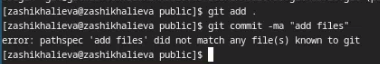 [zashikhalieva@zashikhalieva public]$ git add .
[zashikhalieva@zashikhalieva public]$ git commit -ma "add files"
error: pathspec 'add files' did not match any file(s) known to git
[zashikhalieva@zashikhalieva public]$